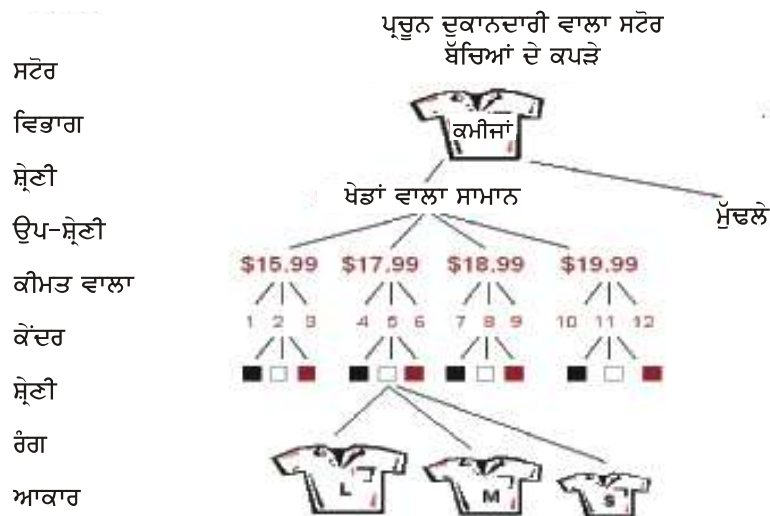 ਪ੍ਰਚੂਨ ਦੁਕਾਨਦਾਰੀ ਵਾਲਾ ਸਟੋਰ
ਬੱਚਿਆਂ ਦੇ ਕਪੜੇ
ਸਟੋਰ
ਵਿਭਾਗ
ਕਮੀਜਾਂ
ਸ਼੍ਰੇਣੀ
ਖੇਡਾਂ ਵਾਲਾ ਸਾਮਾਨ
ਮੁੱਢਲੇ
ਉਪ-ਸ਼੍ਰੇਣੀ
$15.99 $17.99 $18.99 $19.99
ਕੀਮਤ ਵਾਲਾ
1 2 3 4 5 6 7 8 9 10 11 12
ਕੇਂਦਰ
ਸ਼੍ਰੇਣੀ
ਰੰਗ
L M S
ਆਕਾਰ